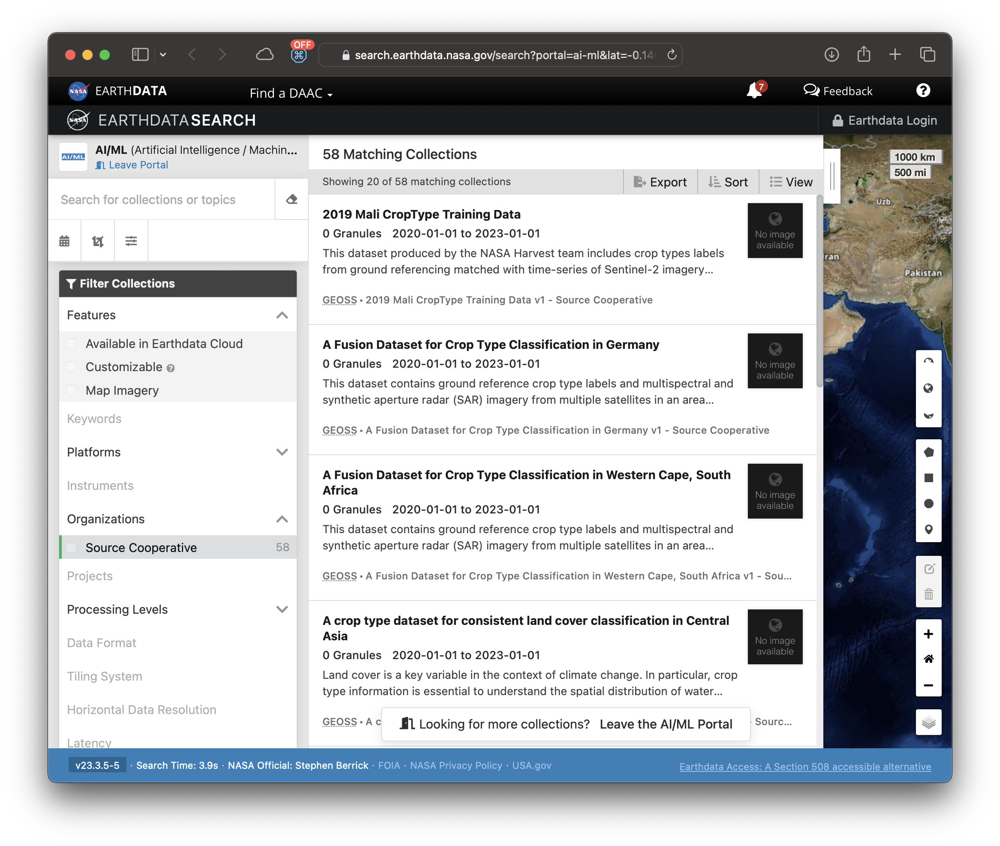 OFF
search.earthdata.nasa.gov/search?portal=ai-ml&lat=-0.14
NASA EARTHDATA
Find a DAAC
7
Feedback
?
NASA EARTHDATA SEARCH
Earthdata Login
AI/ML
AI/ML (Artificial Intelligence / Machin...
Leave Portal
Search for collections or topics
Filter Collections
Features
Available in Earthdata Cloud
Customizable ?
Map Imagery
Keywords
Platforms
Instruments
Organizations
Source Cooperative 58
Projects
Processing Levels
Data Format
Tiling System
Horizontal Data Resolution
Latency
58 Matching Collections
Showing 20 of 58 matching collections
Export
Sort
View
2019 Mali CropType Training Data
0 Granules 2020-01-01 to 2023-01-01
This dataset produced by the NASA Harvest team includes crop types labels
from ground referencing matched with time-series of Sentinel-2 imagery...
GEOSS • 2019 Mali CropType Training Data v1 - Source Cooperative
No image
available
A Fusion Dataset for Crop Type Classification in Germany
0 Granules 2020-01-01 to 2023-01-01
This dataset contains ground reference crop type labels and multispectral and
synthetic aperture radar (SAR) imagery from multiple satellites in an area...
GEOSS • A Fusion Dataset for Crop Type Classification in Germany v1 - Source Cooperative
No image
available
A Fusion Dataset for Crop Type Classification in Western Cape, South
Africa
0 Granules 2020-01-01 to 2023-01-01
This dataset contains ground reference crop type labels and multispectral and
synthetic aperture radar (SAR) imagery from multiple satellites in an area...
GEOSS • A Fusion Dataset for Crop Type Classification in Western Cape, South Africa v1 - Sou...
No image
available
A crop type dataset for consistent land cover classification in Central
Asia
0 Granules 2020-01-01 to 2023-01-01
Land cover is a key variable in the context of climate change. In particular, crop
type information is essential to understand the spatial distribution of water...
GEOSS • A c
- Sourc...
No image
available
Looking for more collections? Leave the AI/ML Portal
1000 km
500 mi
Uzb.
Iran
Pakistan
v23.3.5-5 · Search Time: 3.9s · NASA Official: Stephen Berrick · FOIA · NASA Privacy Policy · USA.gov
Earthdata Access: A Section 508 accessible alternative